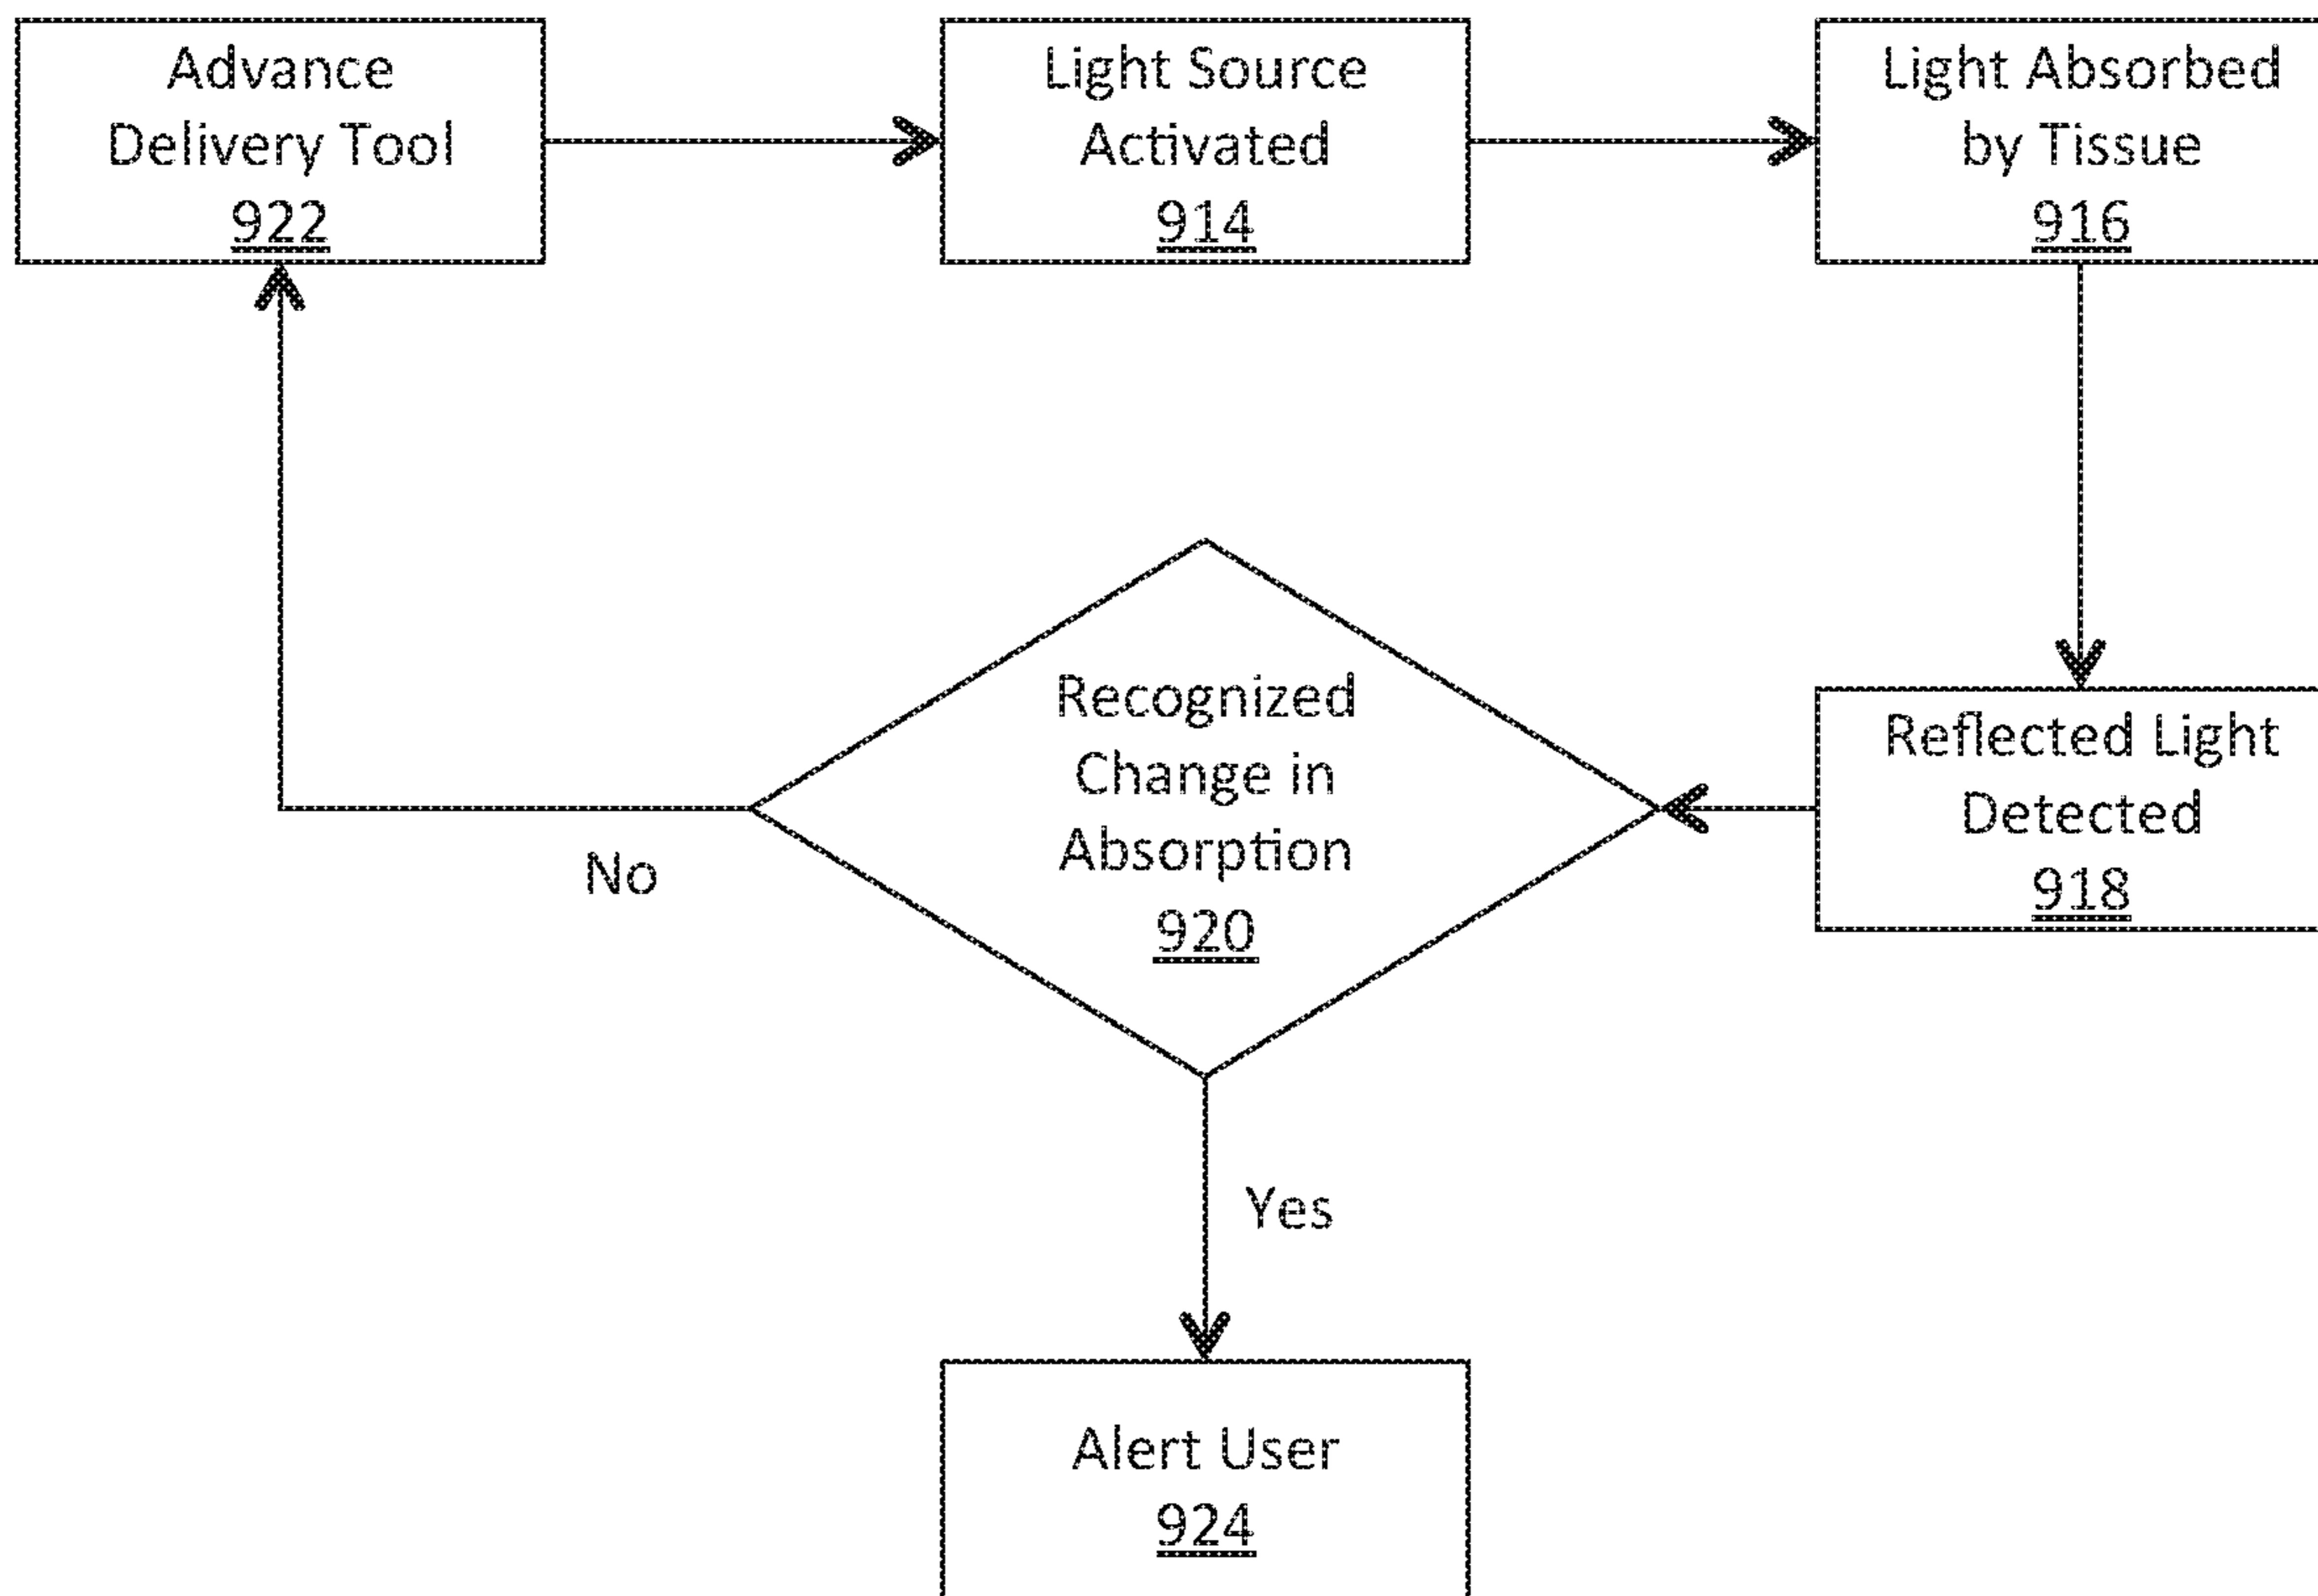 Advance
Delivery Tool
922
Light Source
Activated
914
Light Absorbed
by Tissue
916
Recognized
Change in
Absorption
920
Reflected Light
Detected
918
No
Yes
Alert User
924